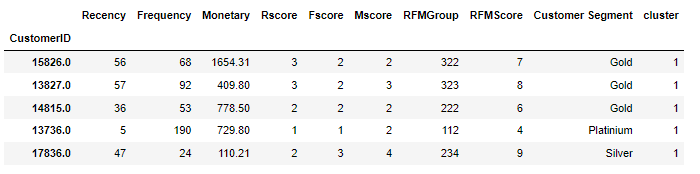 Recency Frequency Monetary Rscore Fscore Mscore RFMGroup RFMScore Customer Segment cluster
CustomerID
15826.0 56 68 1654.31 3 2 2 322 7 Gold 1
13827.0 57 92 409.80 3 2 3 323 8 Gold 1
14815.0 36 53 778.50 2 2 2 222 6 Gold 1
13736.0 5 190 729.80 1 1 2 112 4 Platinium 1
17836.0 47 24 110.21 2 3 4 234 9 Silver 1